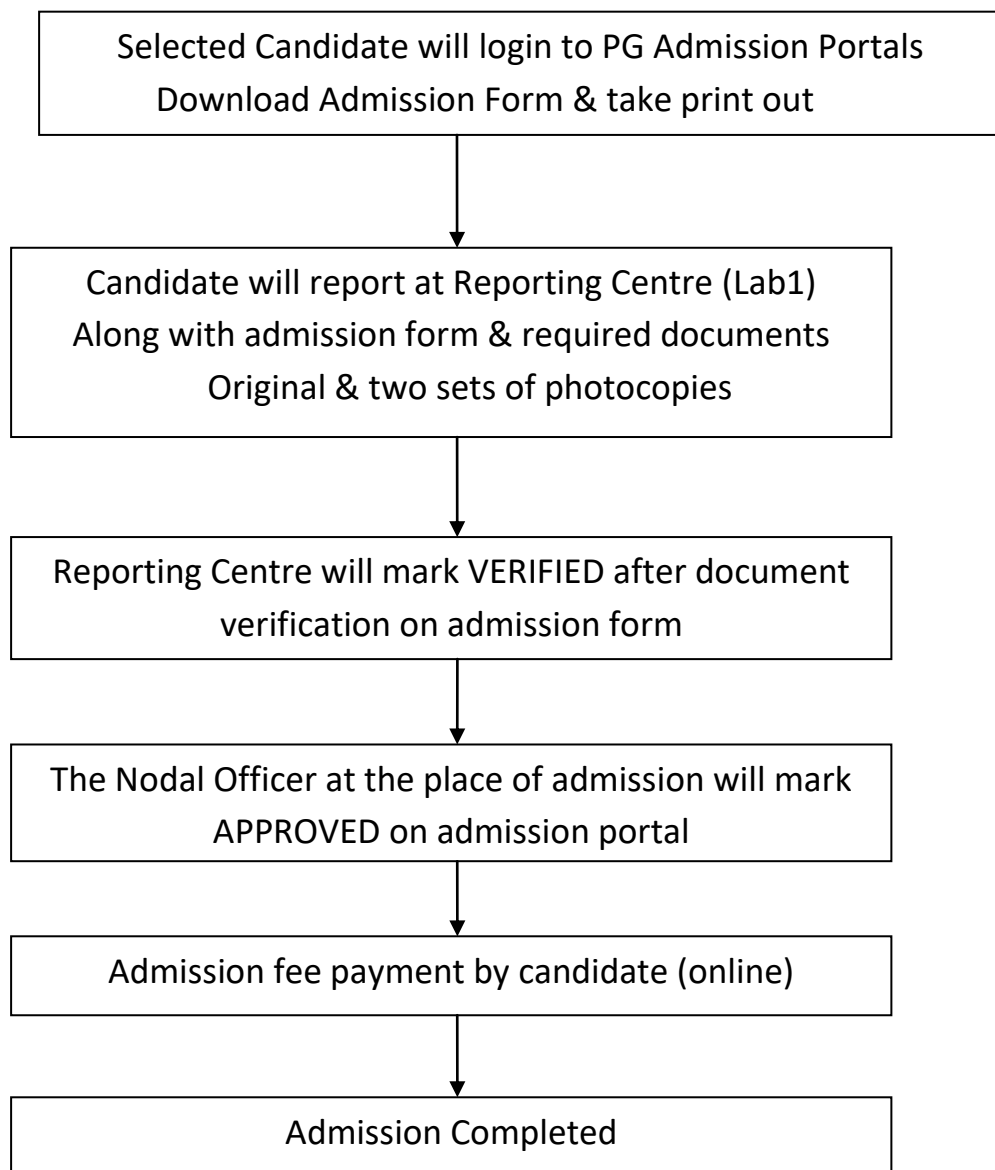 Selected Candidate will login to PG Admission Portals
Download Admission Form & take print out
Candidate will report at Reporting Centre (Lab1)
Along with admission form & required documents
Original & two sets of photocopies
Reporting Centre will mark VERIFIED after document
verification on admission form
The Nodal Officer at the place of admission will mark
APPROVED on admission portal
Admission fee payment by candidate (online)
Admission Completed